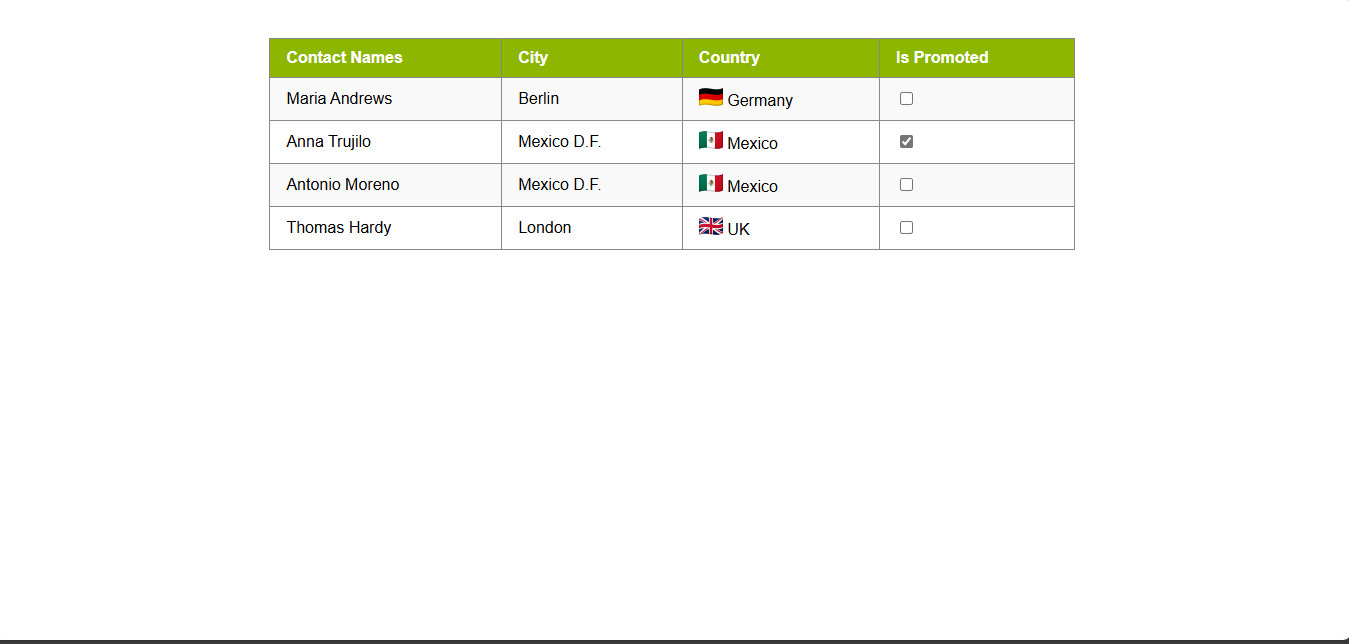 Contact Names City Country Is Promoted
Maria Andrews Berlin Germany
Anna Trujilo Mexico D.F. Mexico
Antonio Moreno Mexico D.F. Mexico
Thomas Hardy London UK